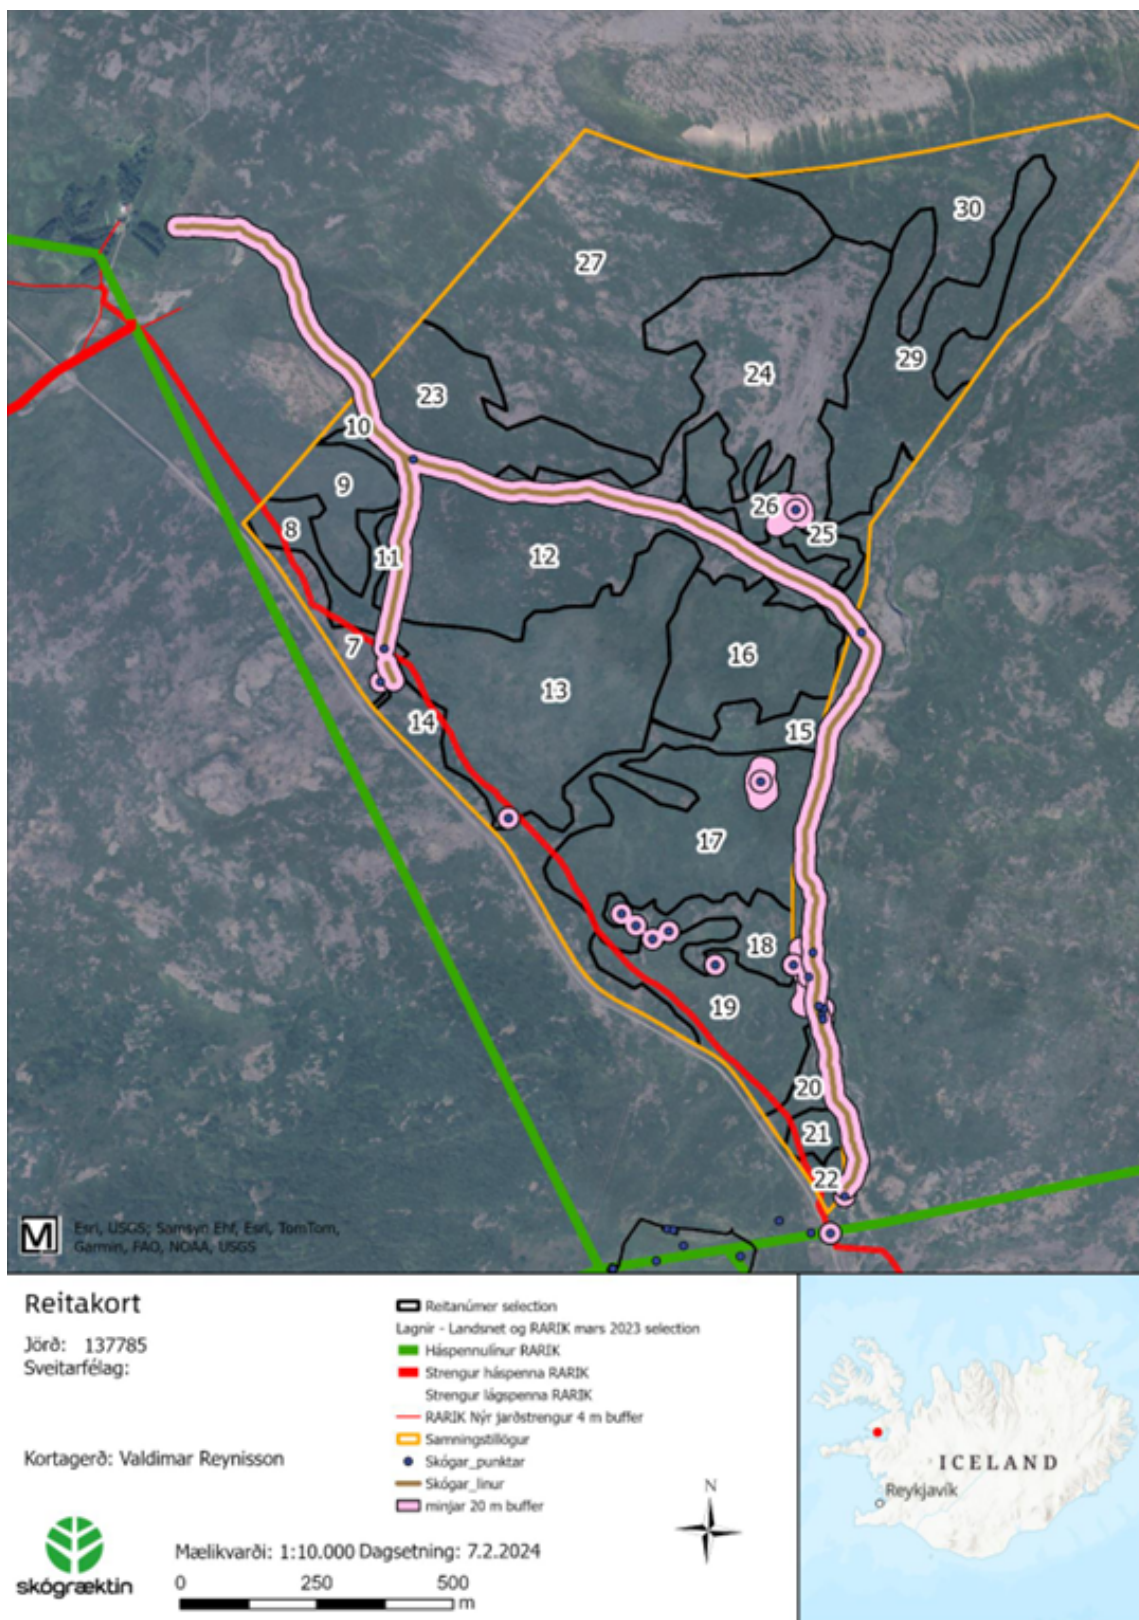 30
27
24
29
23
10
9
26
8
25
11
12
7
16
13
14
15
17
18
19
20
21
22
M
Esri, USGS; Samsyn Ehf, Esri, TomTom,
Garmin, FAO, NOAA, USGS
Reitakort
Jörð: 137785
Sveitarfélag:
Kortagerð: Valdimar Reynisson
Reitanúmer selection
Lagnir - Landsnet og RARIK mars 2023 selection
Háspennulínur RARIK
Strengur háspenna RARIK
Strengur lágspenna RARIK
RARIK Nýr jarðstrengur 4 m buffer
Samningstillögur
Skógar_punktar
Skógar_linur
minjar 20 m buffer
skógræktin
Mælikvarði: 1:10.000 Dagsetning: 7.2.2024
0 250 500
m
N
ICELAND
Reykjavík